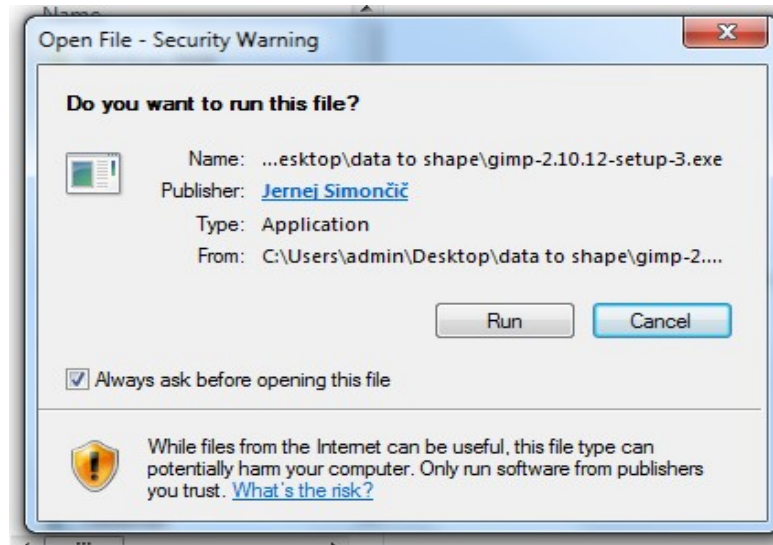 Name
Open File - Security Warning
Do you want to run this file?
Name: ...esktop\data to shape\gimp-2.10.12-setup-3.exe
Publisher: Jernej Simončič
Type: Application
From: C:\Users\admin\Desktop\data to shape\gimp-2....
Run Cancel
Always ask before opening this file
While files from the Internet can be useful, this file type can
potentially harm your computer. Only run software from publishers
you trust. What's the risk?